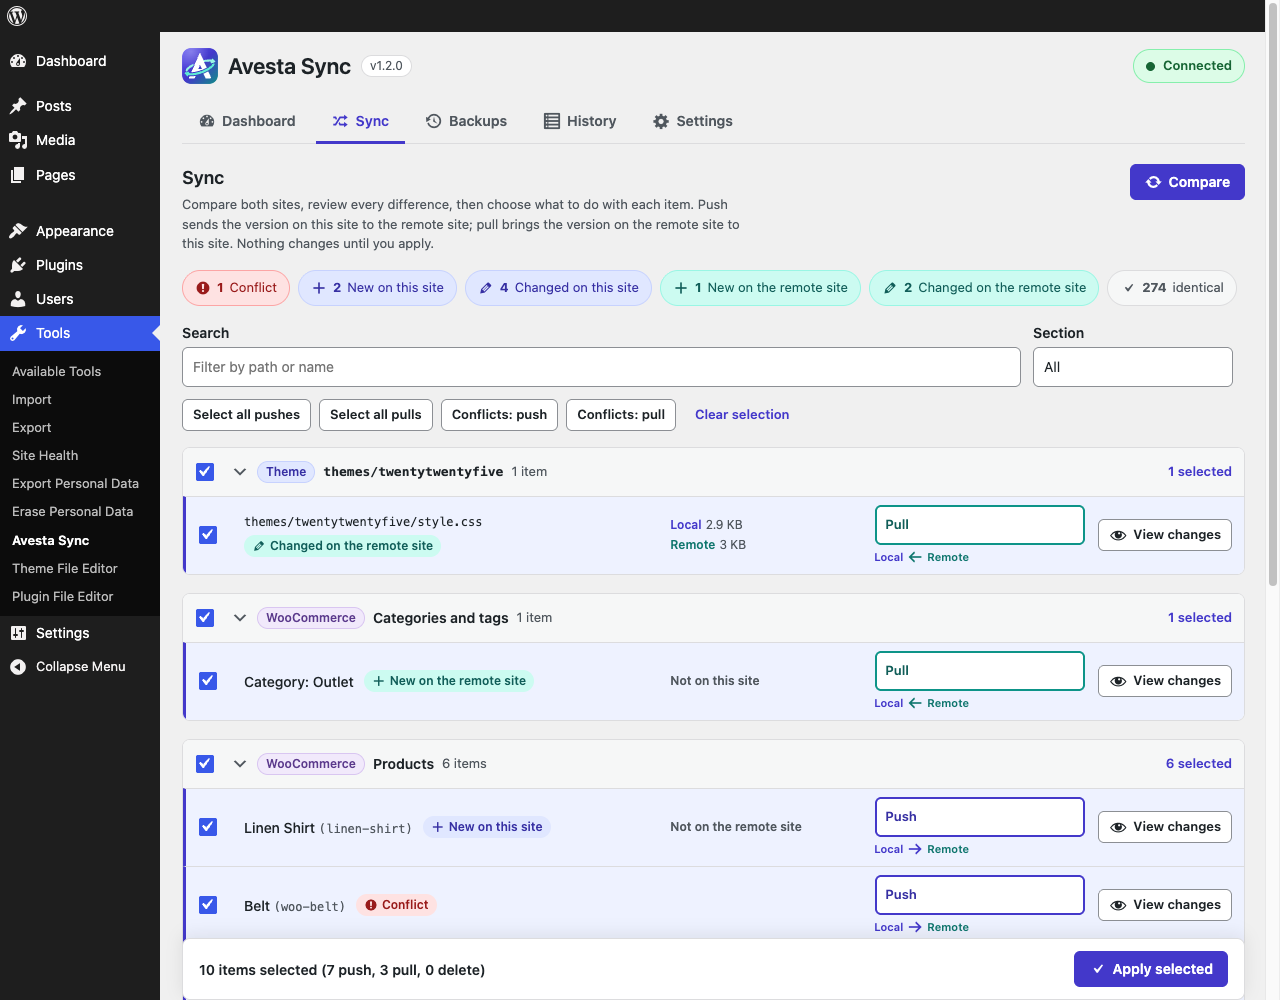 Dashboard
Posts
Media
Pages
Appearance
Plugins
Users
Tools
Available Tools
Import
Export
Site Health
Export Personal Data
Erase Personal Data
Avesta Sync
Theme File Editor
Plugin File Editor
Settings
Collapse Menu
Avesta Sync v1.2.0
Connected
Dashboard Sync Backups History Settings
Sync
Compare
Compare both sites, review every difference, then choose what to do with each item. Push
sends the version on this site to the remote site; pull brings the version on the remote site to
this site. Nothing changes until you apply.
1 Conflict 2 New on this site 4 Changed on this site 1 New on the remote site 2 Changed on the remote site 274 identical
Search Section
Filter by path or name All
Select all pushes Select all pulls Conflicts: push Conflicts: pull Clear selection
Theme themes/twentytwentyfive 1 item 1 selected
themes/twentytwentyfive/style.css
Changed on the remote site
Local 2.9 KB
Remote 3 KB
Pull
Local ← Remote
View changes
WooCommerce Categories and tags 1 item 1 selected
Category: Outlet New on the remote site
Not on this site
Pull
Local ← Remote
View changes
WooCommerce Products 6 items 6 selected
Linen Shirt (linen-shirt) New on this site
Not on the remote site
Push
Local → Remote
View changes
Belt (woo-belt) Conflict
Push
Local → Remote
View changes
10 items selected (7 push, 3 pull, 0 delete)
Apply selected